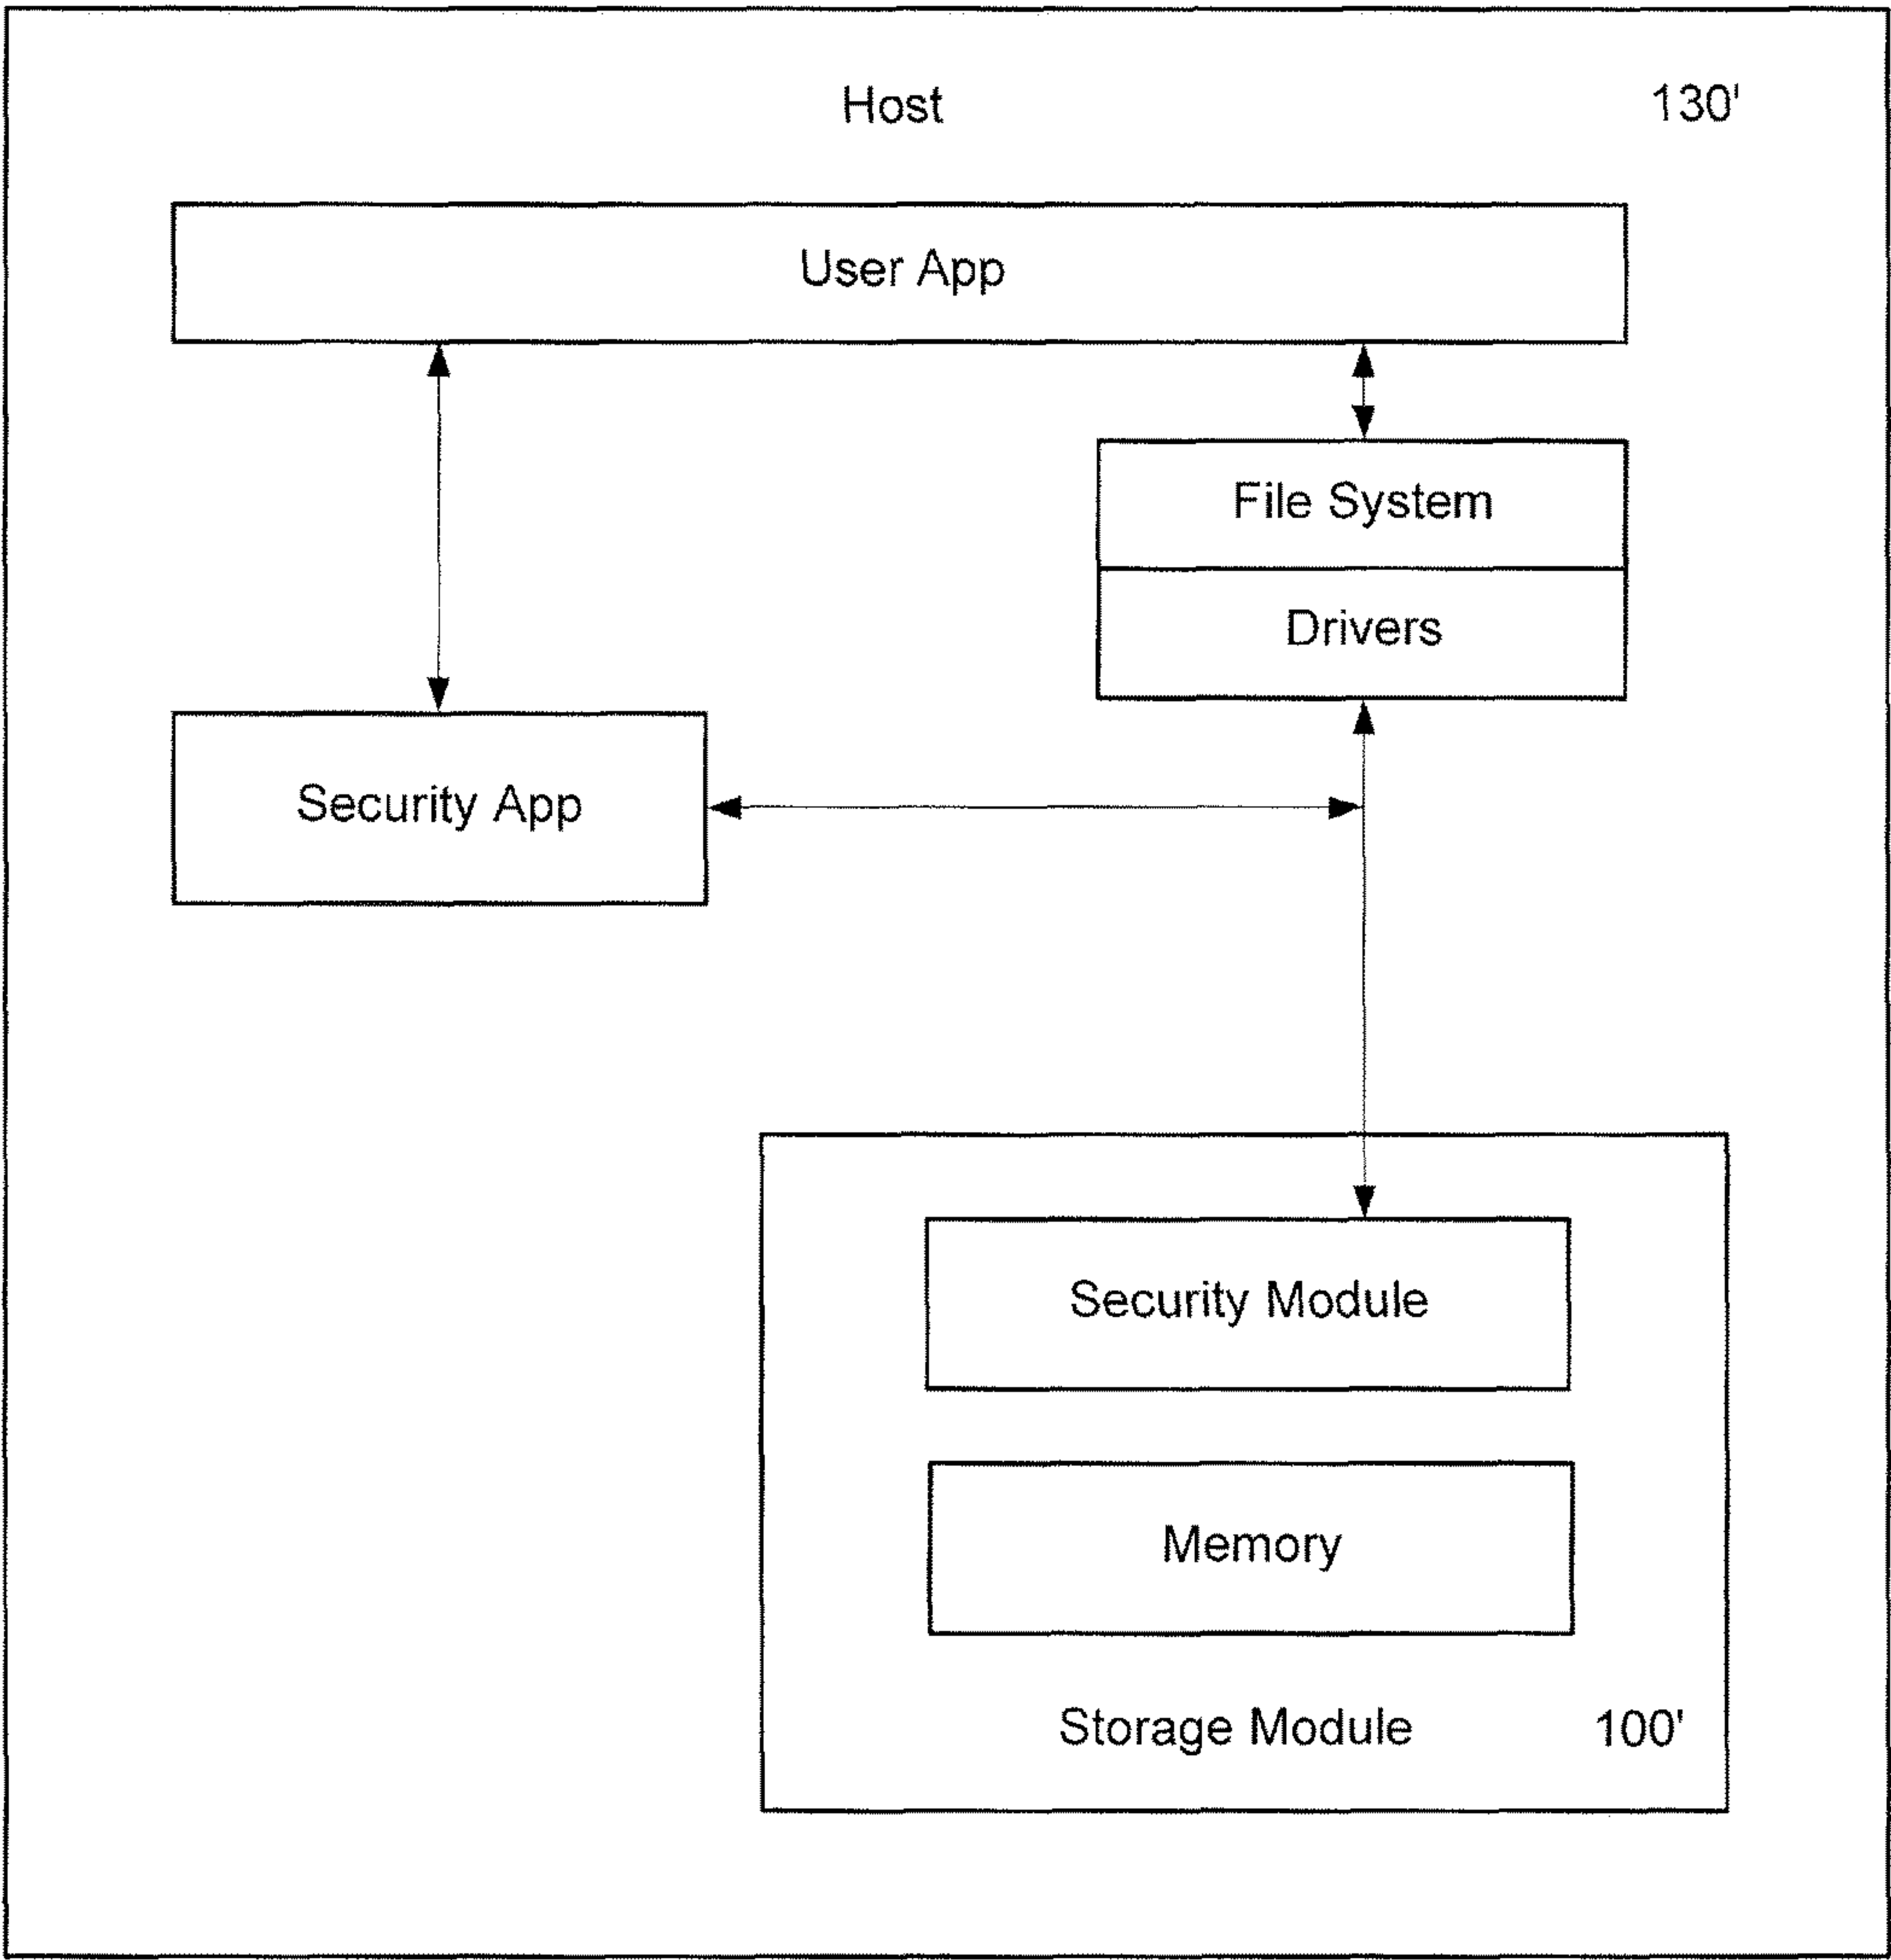 Host
130'
User App
File System
Drivers
Security App
Security Module
Memory
Storage Module
100'